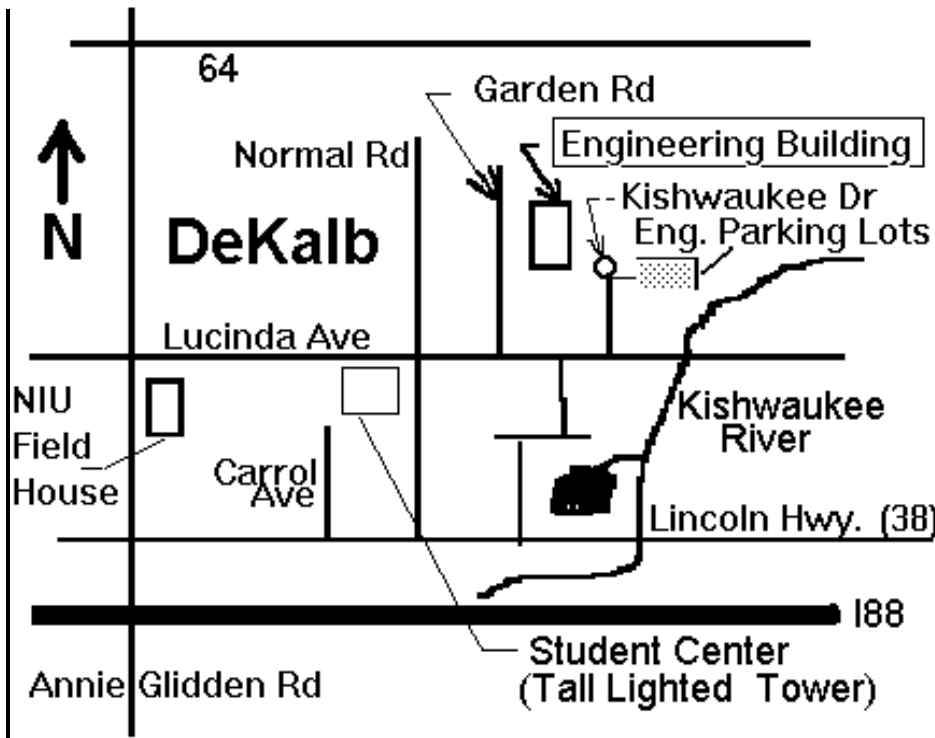 64
Garden Rd
Normal Rd
Engineering Building
Kishwaukee Dr
Eng. Parking Lots
N
DeKalb
Lucinda Ave
NIU
Field
House
Kishwaukee
River
Carrol
Ave
Lincoln Hwy. (38)
I88
Student Center
(Tall Lighted Tower)
Annie Glidden Rd